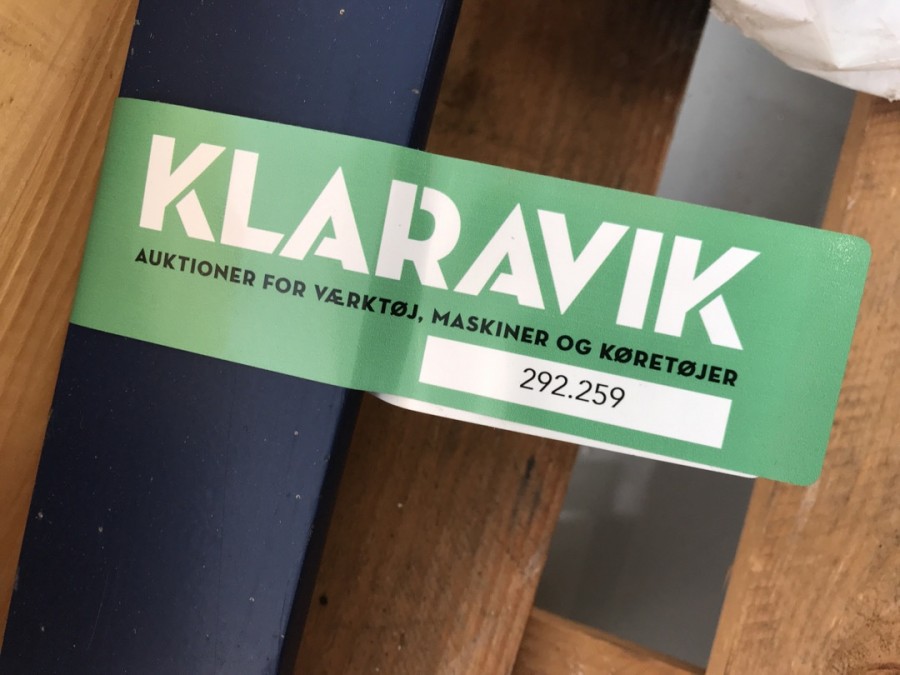 KLARAVIK
AUKTIONER FOR VÆRKTØJ, MASKINER OG KØRETØJER
292.259